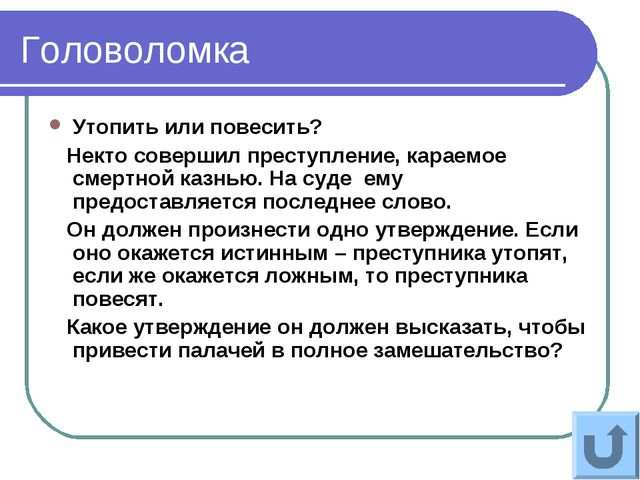 Головоломка
Утопить или повесить?
Некто совершил преступление, караемое
смертной казнью. На суде ему
предоставляется последнее слово.
Он должен произнести одно утверждение. Если
оно окажется истинным – преступника утопят,
если же окажется ложным, то преступника
повесят.
Какое утверждение он должен высказать, чтобы
привести палачей в полное замешательство?